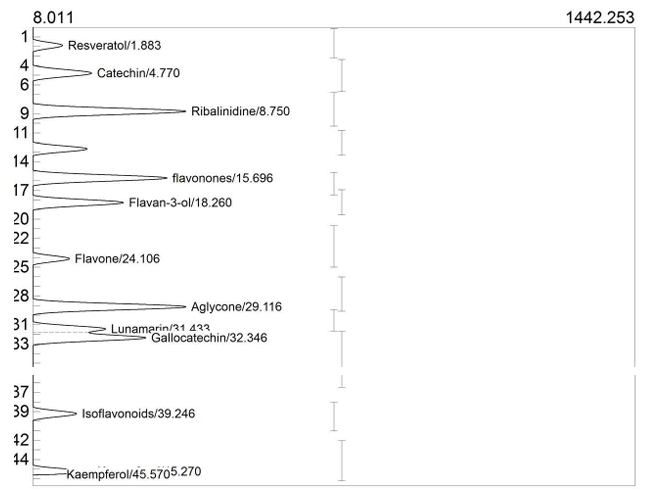 8.011 1442.253
1
Resveratol/1.883
4
Catechin/4.770
6
9
Ribalinidine/8.750
11
14
flavonones/15.696
17
Flavan-3-ol/18.260
20
22
Flavone/24.106
25
28
Aglycone/29.116
31
Lunamarin/31.433
Gallocatechin/32.346
33
37
39
Isoflavonoids/39.246
42
44
5.270
Kaempferol/45.570